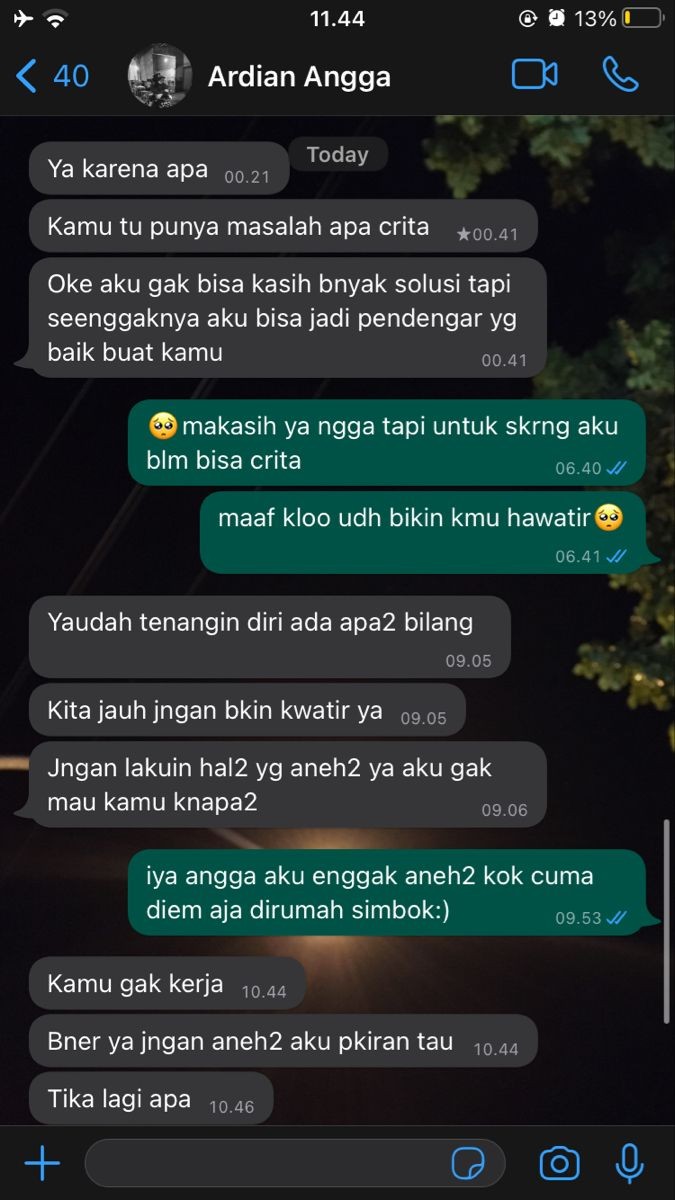 11.44
13%
40
Ardian Angga
Today
Ya karena apa 00.21
Kamu tu punya masalah apa crita ★00.41
Oke aku gak bisa kasih bnyak solusi tapi
seenggaknya aku bisa jadi pendengar yg
baik buat kamu 00.41
🥺makasih ya ngga tapi untuk skrng aku
blm bisa crita 06.40
maaf kloo udh bikin kmu hawatir🥺
06.41
Yaudah tenangin diri ada apa2 bilang
09.05
Kita jauh jngan bkin kwatir ya 09.05
Jngan lakuin hal2 yg aneh2 ya aku gak
mau kamu knapa2 09.06
iya angga aku enggak aneh2 kok cuma
diem aja dirumah simbok:) 09.53
Kamu gak kerja 10.44
Bner ya jngan aneh2 aku pkiran tau 10.44
Tika lagi apa 10.46